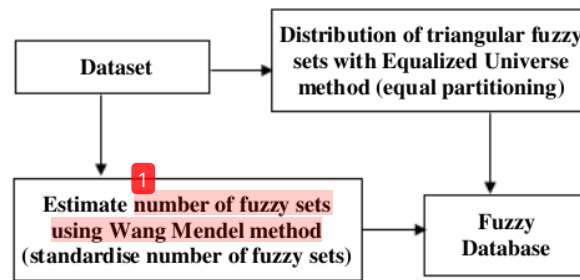 Dataset
Distribution of triangular fuzzy
sets with Equalized Universe
method (equal partitioning)
1
Estimate number of fuzzy sets
using Wang Mendel method
(standardise number of fuzzy sets)
Fuzzy
Database